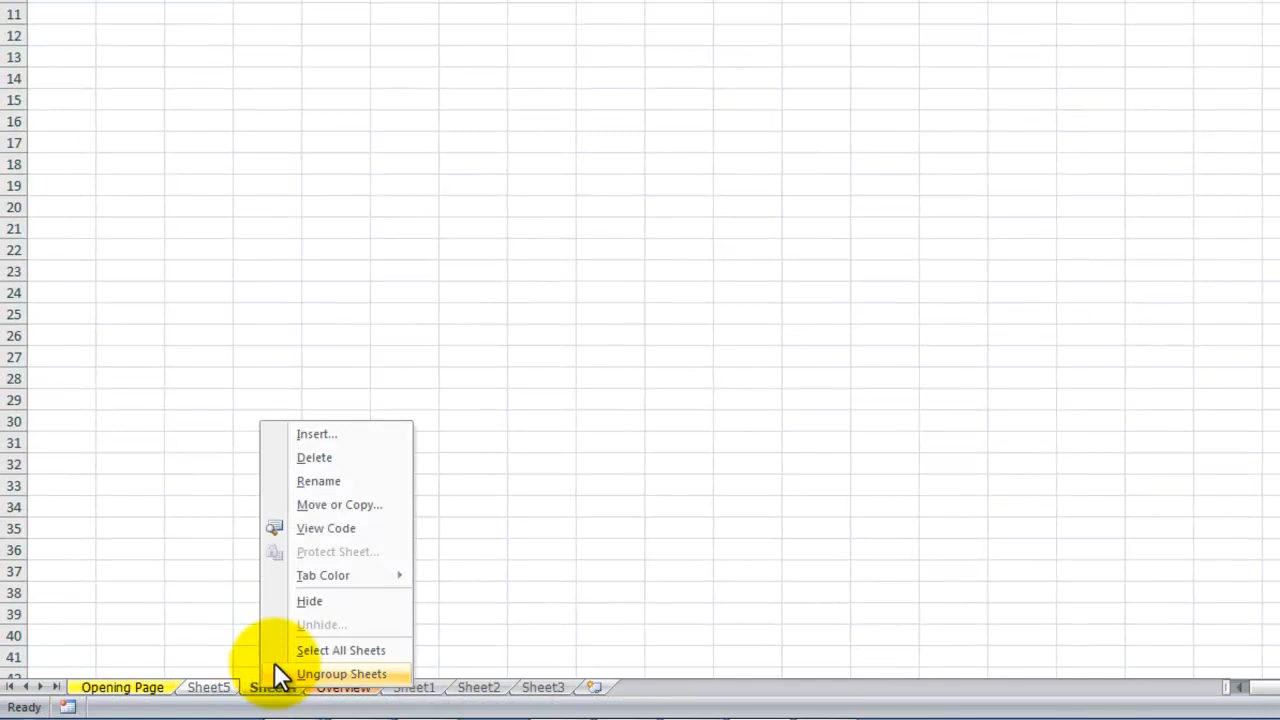 11
12
13
14
15
16
17
18
19
20
21
22
23
24
25
26
27
28
29
30
31
32
33
34
35
36
37
38
39
40
41
Insert...
Delete
Rename
Move or Copy...
View Code
Protect Sheet...
Tab Color
Hide
Unhide...
Select All Sheets
Ungroup Sheets
Opening Page Sheet5 Overview Sheet1 Sheet2 Sheet3
Ready